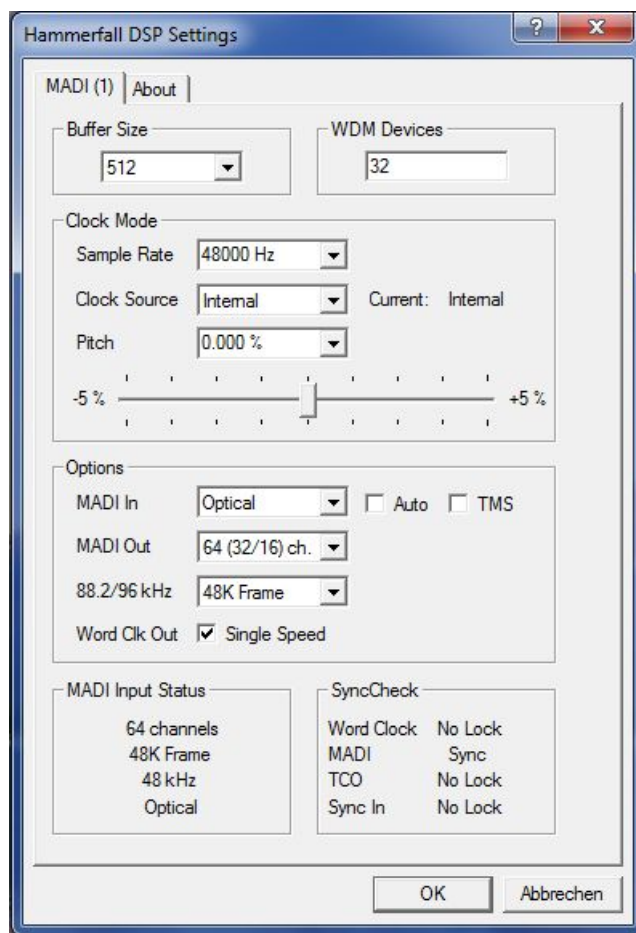 Hammerfall DSP Settings
MADI (1) About
Buffer Size
512
WDM Devices
32
Clock Mode
Sample Rate 48000 Hz
Clock Source Internal Current: Internal
Pitch 0.000 %
-5 % +5 %
Options
MADI In Optical Auto TMS
MADI Out 64 (32/16) ch.
88.2/96 kHz 48K Frame
Word Clk Out Single Speed
MADI Input Status
64 channels
48K Frame
48 kHz
Optical
SyncCheck
Word Clock No Lock
MADI Sync
TCO No Lock
Sync In No Lock
OK Abbrechen